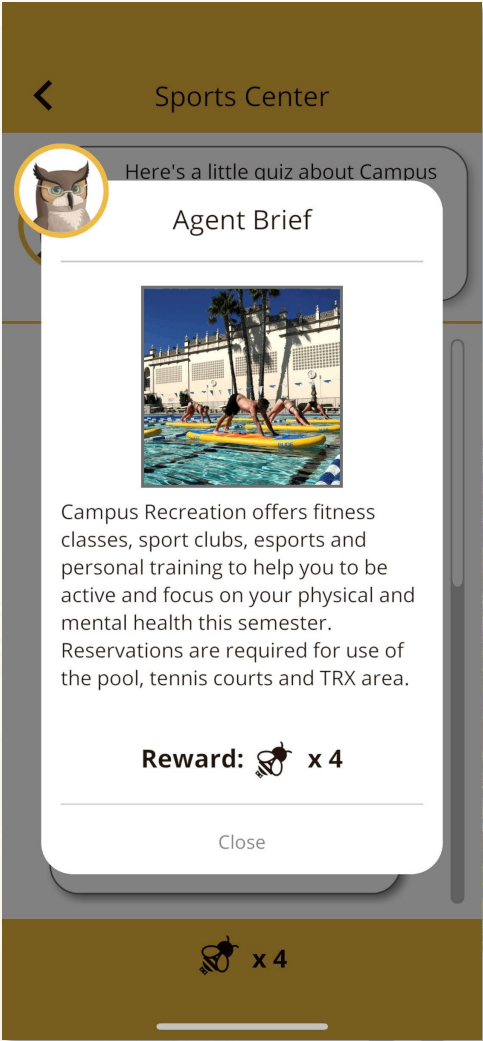 Sports Center
Here's a little quiz about Campus
Agent Brief
Campus Recreation offers fitness
classes, sport clubs, esports and
personal training to help you to be
active and focus on your physical and
mental health this semester.
Reservations are required for use of
the pool, tennis courts and TRX area.
Reward: x 4
Close
x 4